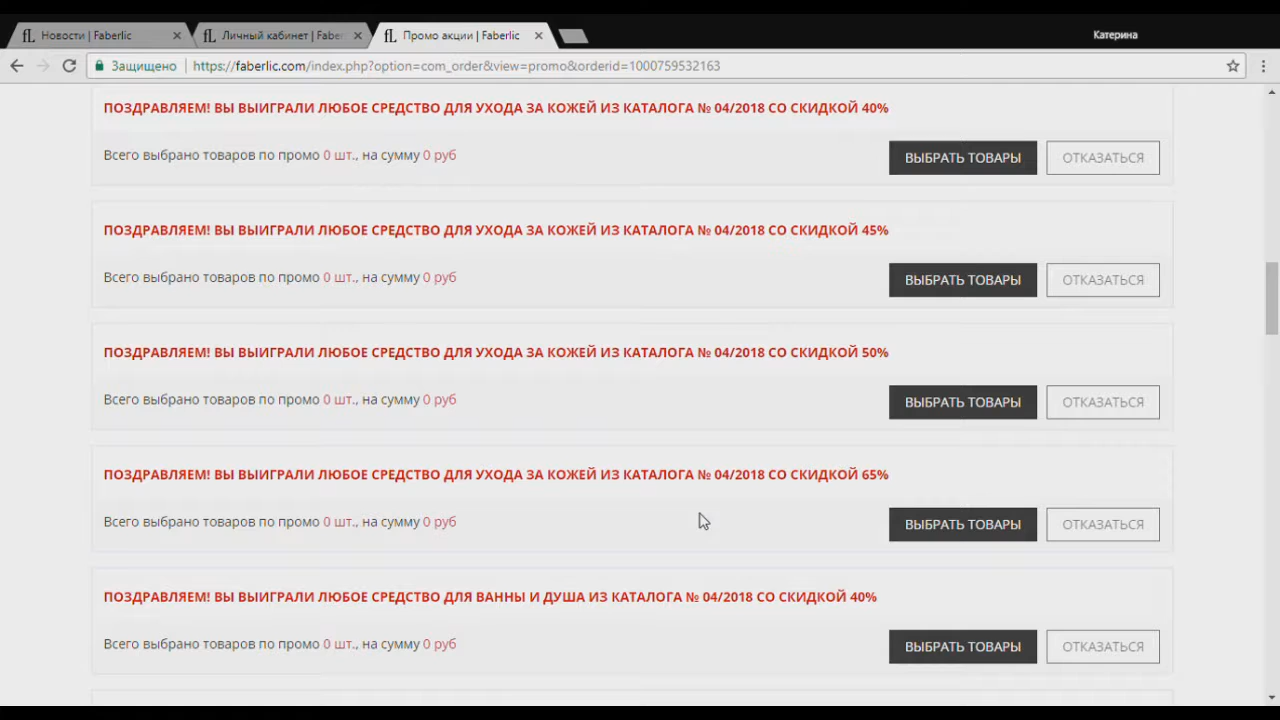 Новости | Faberlic
Личный кабинет | Faber
Промо акции | Faberlic
Катерина
Защищено
https://faberlic.com/index.php?option=com_order&view=promo&orderid=1000759532163
ПОЗДРАВЛЯЕМ! ВЫ ВЫИГРАЛИ ЛЮБОЕ СРЕДСТВО ДЛЯ УХОДА ЗА КОЖЕЙ ИЗ КАТАЛОГА № 04/2018 СО СКИДКОЙ 40%
Всего выбрано товаров по промо 0 шт., на сумму 0 руб
ВЫБРАТЬ ТОВАРЫ
ОТКАЗАТЬСЯ
ПОЗДРАВЛЯЕМ! ВЫ ВЫИГРАЛИ ЛЮБОЕ СРЕДСТВО ДЛЯ УХОДА ЗА КОЖЕЙ ИЗ КАТАЛОГА № 04/2018 СО СКИДКОЙ 45%
Всего выбрано товаров по промо 0 шт., на сумму 0 руб
ВЫБРАТЬ ТОВАРЫ
ОТКАЗАТЬСЯ
ПОЗДРАВЛЯЕМ! ВЫ ВЫИГРАЛИ ЛЮБОЕ СРЕДСТВО ДЛЯ УХОДА ЗА КОЖЕЙ ИЗ КАТАЛОГА № 04/2018 СО СКИДКОЙ 50%
Всего выбрано товаров по промо 0 шт., на сумму 0 руб
ВЫБРАТЬ ТОВАРЫ
ОТКАЗАТЬСЯ
ПОЗДРАВЛЯЕМ! ВЫ ВЫИГРАЛИ ЛЮБОЕ СРЕДСТВО ДЛЯ УХОДА ЗА КОЖЕЙ ИЗ КАТАЛОГА № 04/2018 СО СКИДКОЙ 65%
Всего выбрано товаров по промо 0 шт., на сумму 0 руб
ВЫБРАТЬ ТОВАРЫ
ОТКАЗАТЬСЯ
ПОЗДРАВЛЯЕМ! ВЫ ВЫИГРАЛИ ЛЮБОЕ СРЕДСТВО ДЛЯ ВАННЫ И ДУША ИЗ КАТАЛОГА № 04/2018 СО СКИДКОЙ 40%
Всего выбрано товаров по промо 0 шт., на сумму 0 руб
ВЫБРАТЬ ТОВАРЫ
ОТКАЗАТЬСЯ